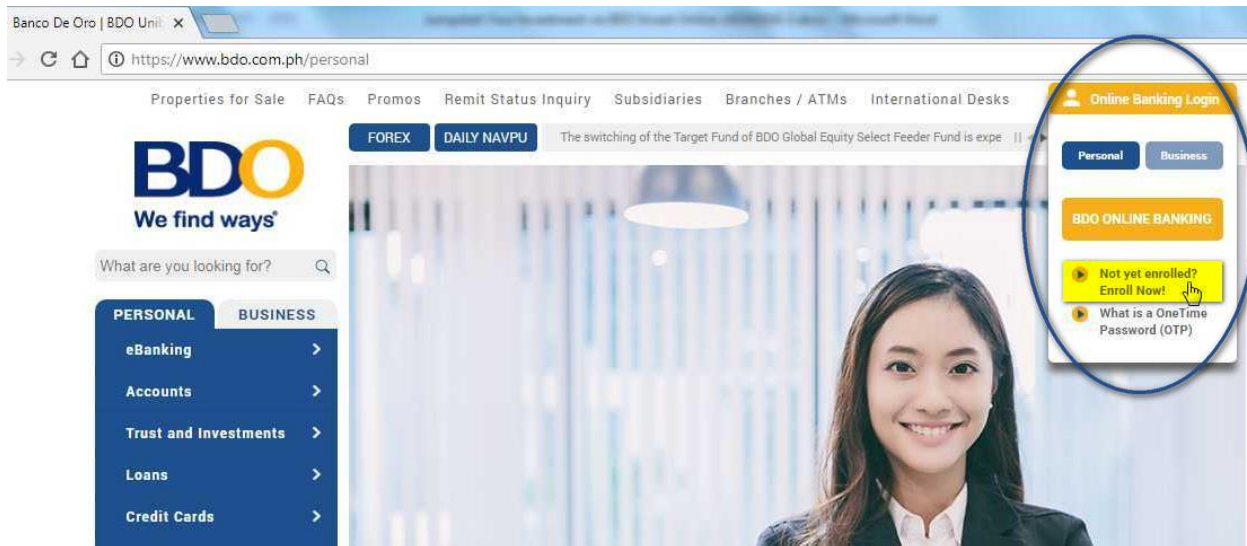 Banco De Oro | BDO Unib
https://www.bdo.com.ph/personal
Properties for Sale FAQs Promos Remit Status Inquiry Subsidiaries Branches / ATMs International Desks
Online Banking Login
FOREX DAILY NAVPU The switching of the Target Fund of BDO Global Equity Select Feeder Fund is expe
Personal Business
BDO
We find ways®
BDO ONLINE BANKING
What are you looking for?
Not yet enrolled?
Enroll Now!
What is a OneTime
Password (OTP)
PERSONAL BUSINESS
eBanking
Accounts
Trust and Investments
Loans
Credit Cards